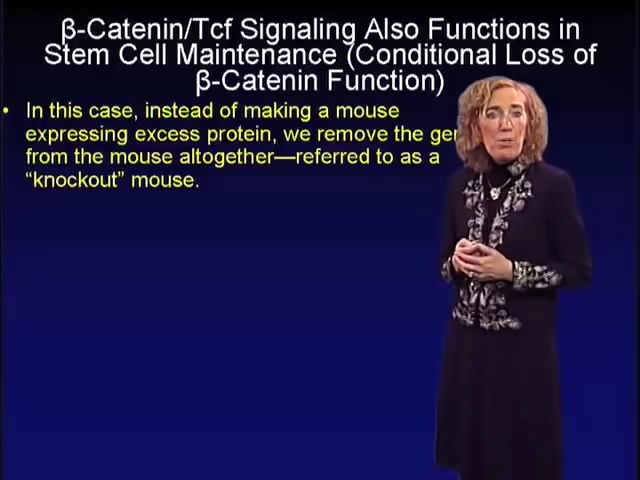 β-Catenin/Tcf Signaling Also Functions in
Stem Cell Maintenance (Conditional Loss of
β-Catenin Function)
• In this case, instead of making a mouse
expressing excess protein, we remove the
from the mouse altogether—referred to as a
“knockout” mouse.